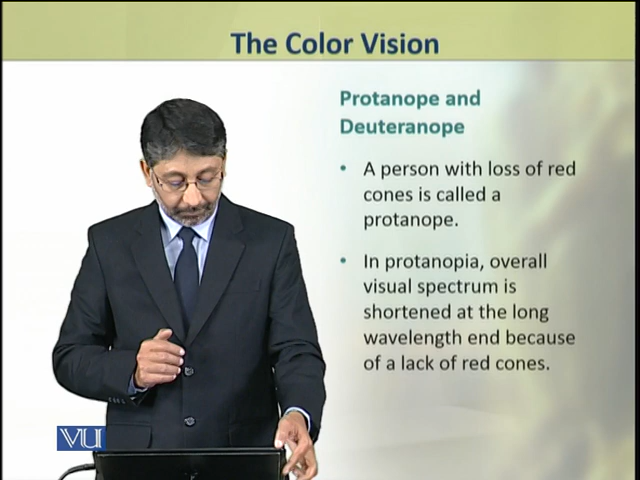 The Color Vision
Protanope and
Deuteranope
• A person with loss of red
cones is called a
protanope.
• In protanopia, overall
visual spectrum is
shortened at the long
wavelength end because
of a lack of red cones.
VU